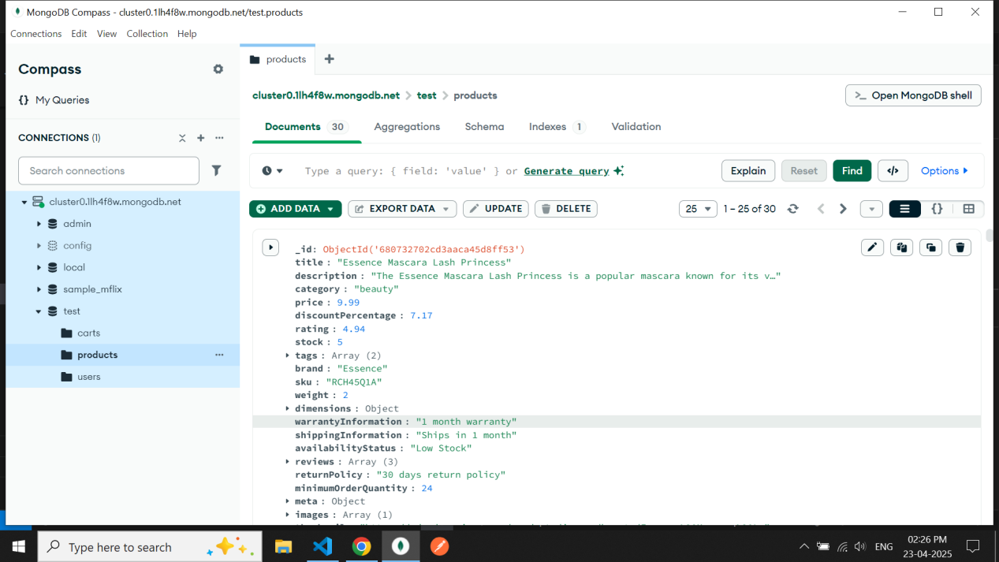 MongoDB Compass - cluster0.1lh4f8w.mongodb.net/test.products
Connections Edit View Collection Help
Compass
My Queries
CONNECTIONS (1)
Search connections
cluster0.1lh4f8w.mongodb.net
admin
config
local
sample_mflix
test
carts
products
users
products
cluster0.1lh4f8w.mongodb.net > test > products
>_ Open MongoDB shell
Documents 30 Aggregations Schema Indexes 1 Validation
Type a query: { field: 'value' } or Generate query
Explain Reset Find </> Options
ADD DATA EXPORT DATA UPDATE DELETE
25 1 – 25 of 30 {}
_id: ObjectId('680732702cd3aaca45d8ff53')
title : "Essence Mascara Lash Princess"
description : "The Essence Mascara Lash Princess is a popular mascara known for its v…"
category : "beauty"
price : 9.99
discountPercentage : 7.17
rating : 4.94
stock : 5
tags : Array (2)
brand : "Essence"
sku : "RCH45Q1A"
weight : 2
dimensions : Object
warrantyInformation : "1 month warranty"
shippingInformation : "Ships in 1 month"
availabilityStatus : "Low Stock"
reviews : Array (3)
returnPolicy : "30 days return policy"
minimumOrderQuantity : 24
meta : Object
images : Array (1)
Type here to search
ENG
02:26 PM
23-04-2025